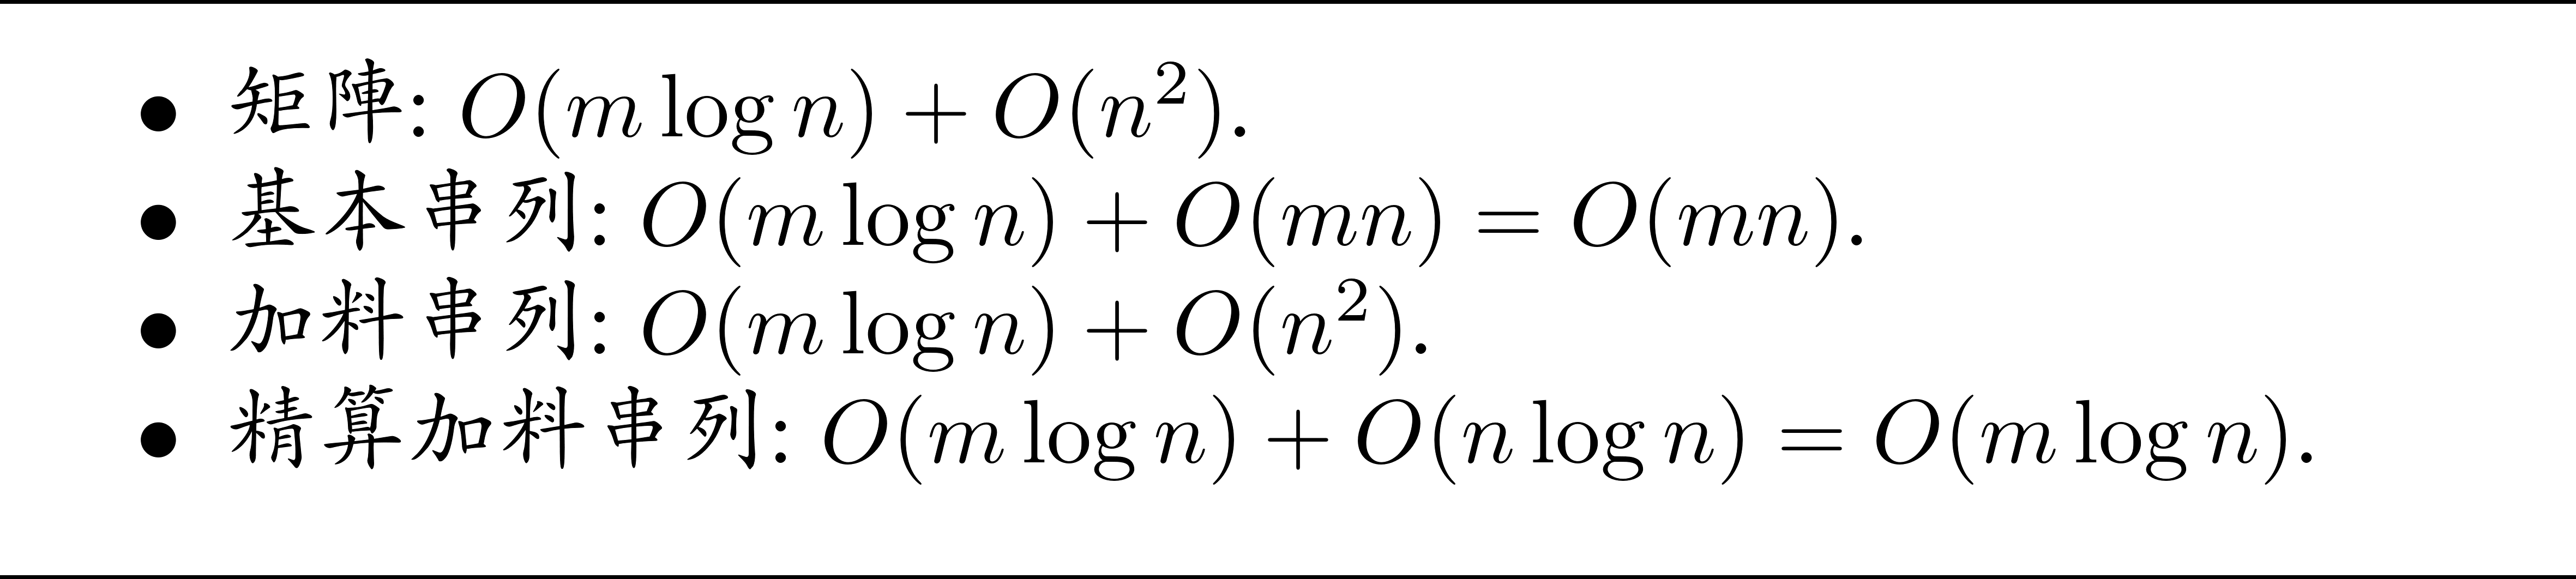 • 矩陣: O(m log n) + O(n²).
• 基本串列: O(m log n) + O(mn) = O(mn).
• 加料串列: O(m log n) + O(n²).
• 精算加料串列: O(m log n) + O(n log n) = O(m log n).